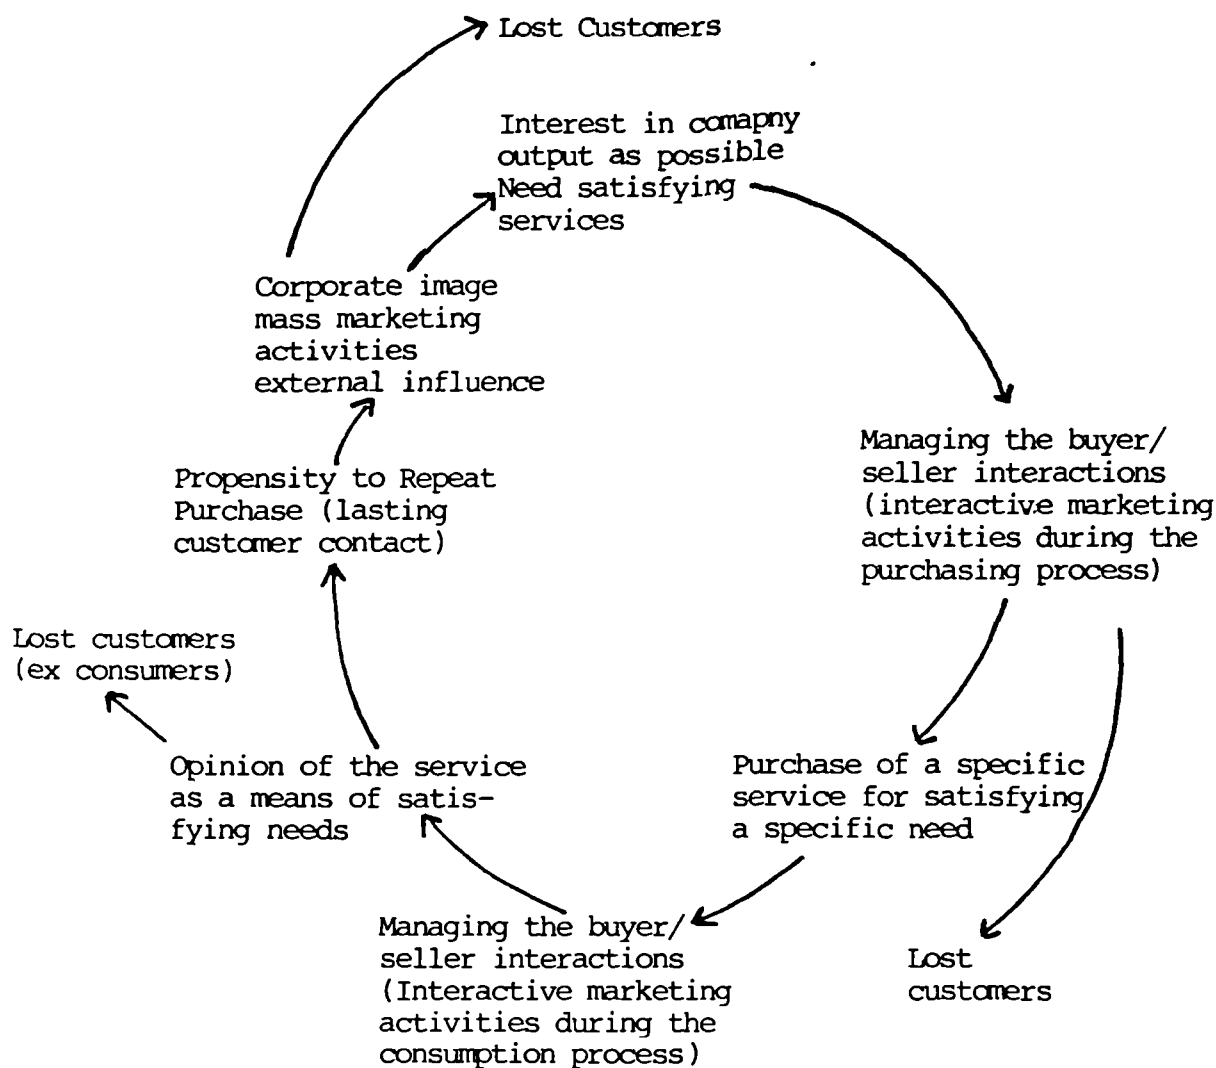 Lost Customers
Interest in comapny
output as possible
Need satisfying
services
Corporate image
mass marketing
activities
external influence
Managing the buyer/
seller interactions
(interactive marketing
activities during the
purchasing process)
Propensity to Repeat
Purchase (lasting
customer contact)
Lost customers
(ex consumers)
Opinion of the service
as a means of satis-
fying needs
Purchase of a specific
service for satisfying
a specific need
Managing the buyer/
seller interactions
(Interactive marketing
activities during the
consumption process)
Lost
customers